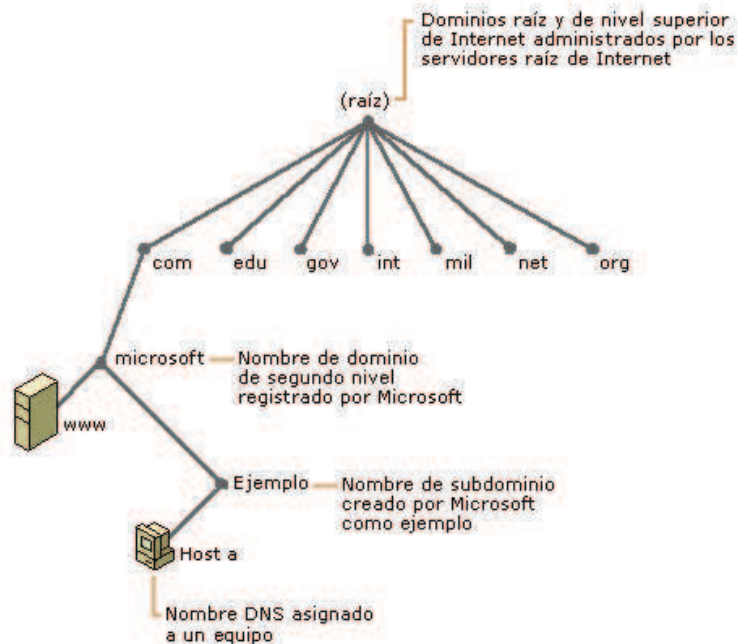 Dominios raíz y de nivel superior
de Internet administrados por los
servidores raíz de Internet
(raíz)
com
edu
gov
int
mil
net
org
microsoft
Nombre de dominio
de segundo nivel
registrado por Microsoft
www
Ejemplo
Nombre de subdominio
creado por Microsoft
como ejemplo
Host a
Nombre DNS asignado
a un equipo